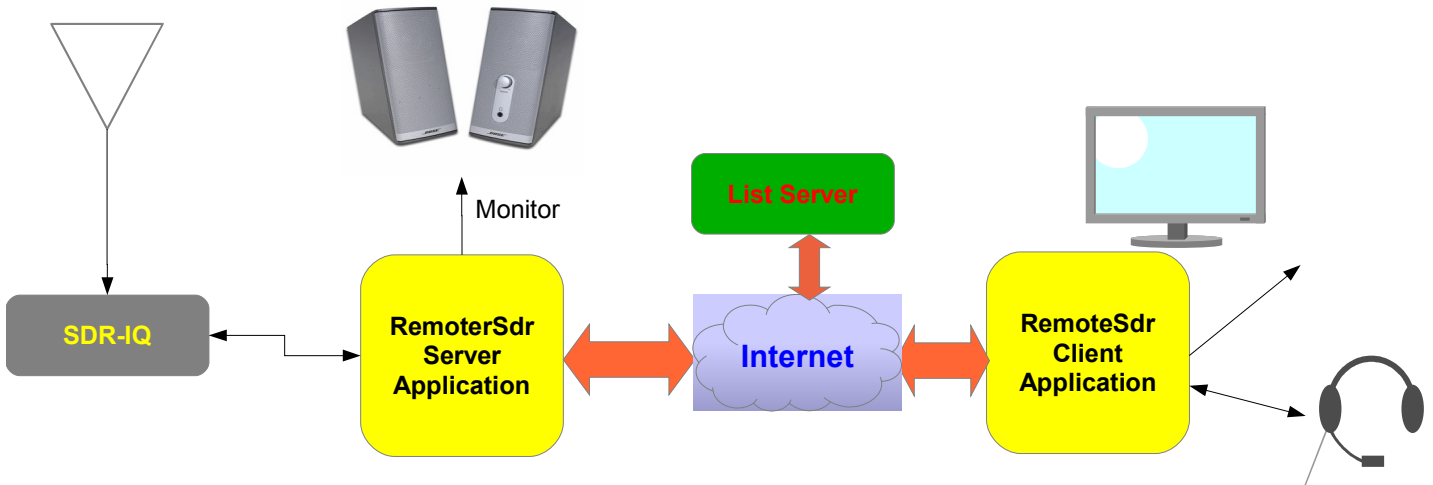 Monitor
List Server
SDR-IQ
RemoterSdr
Server
Application
Internet
RemoteSdr
Client
Application